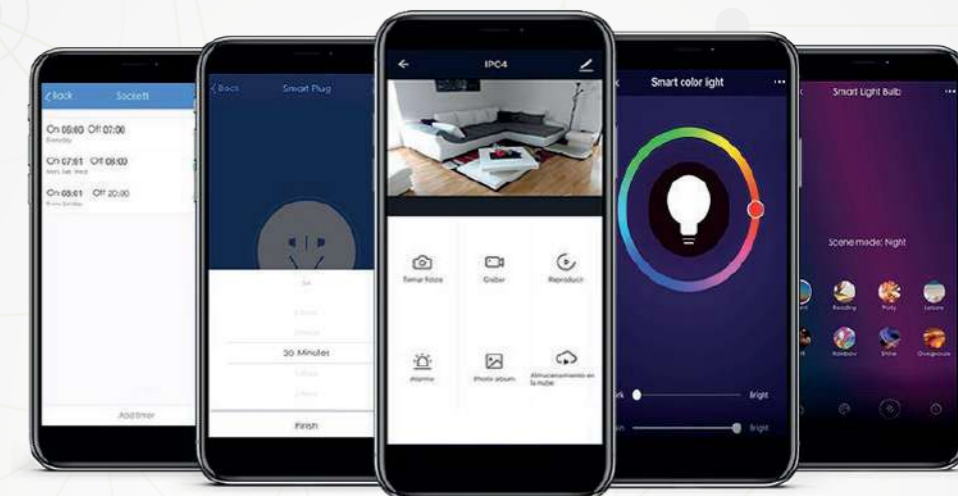 Back Socket1
On 06:00 Off 07:00
Everyday
On 07:01 Off 08:00
On 08:01 Off 20:00
Add timer
Back Smart Plug
30 Minutes
Finish
IPC4
Tomar fotos
Grabar
Reproducir
Alarma
Photo album
Almacenamiento en
la nube
Smart color light
Bright
Bright
Smart Light Bulb
Scene mode: Night
Reading
Party
Leisure
Rainbow
Shine